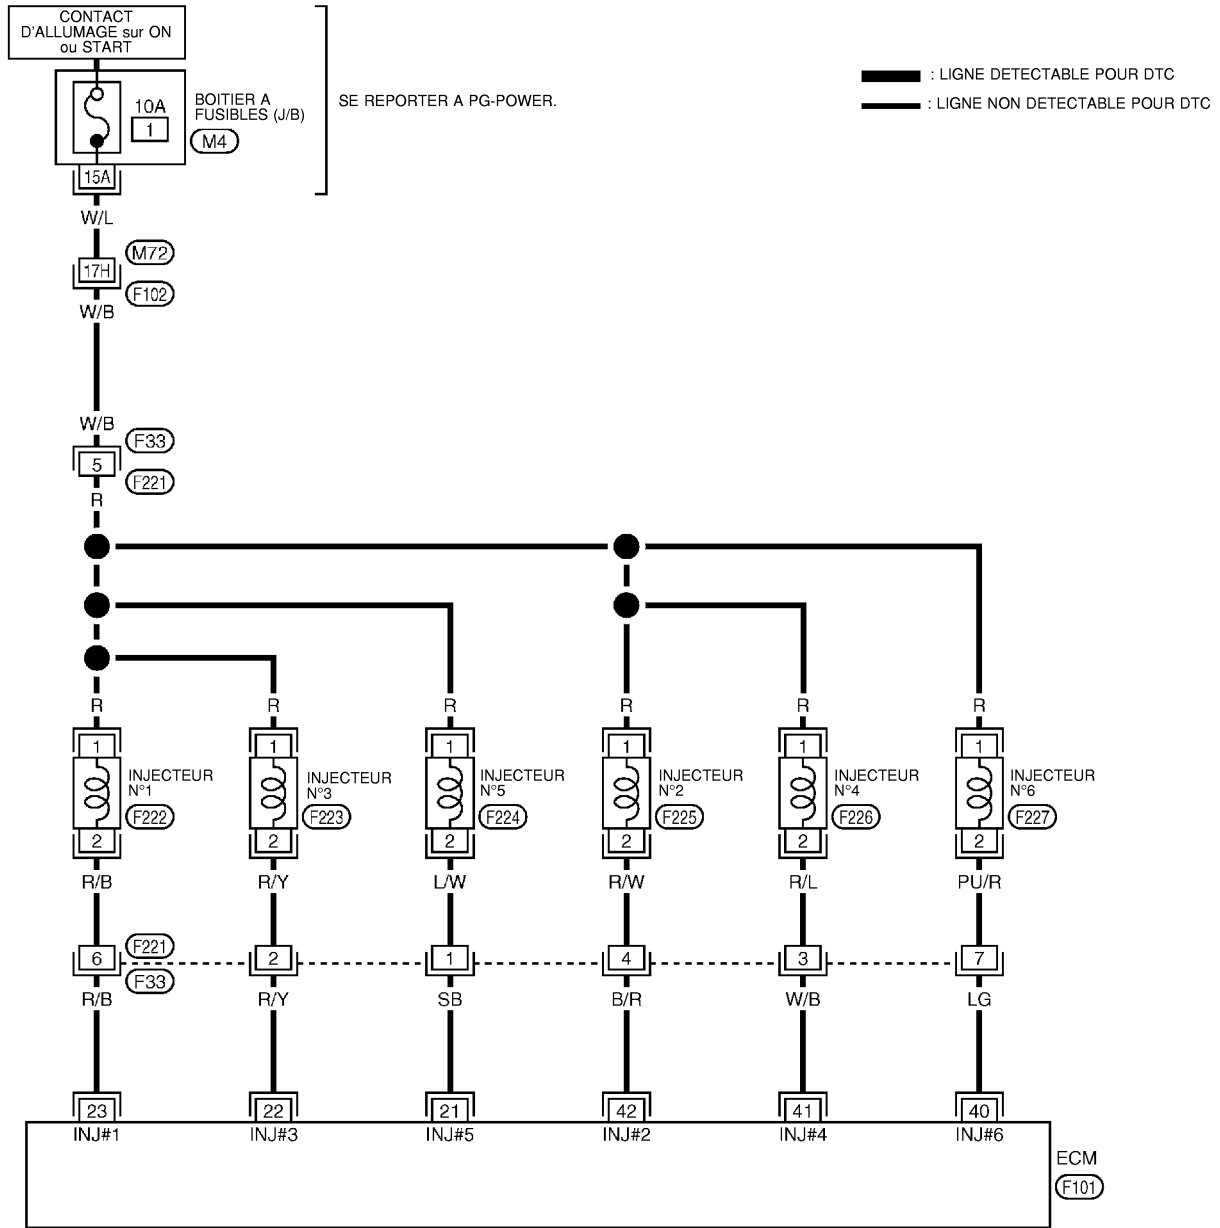 CONTACT
D'ALLUMAGE sur ON
ou START
10A
1
BOITIER A
FUSIBLES (J/B)
M4
SE REPORTER A PG-POWER.
: LIGNE DETECTABLE POUR DTC
: LIGNE NON DETECTABLE POUR DTC
15A
W/L
M72
17H
F102
W/B
W/B
F33
5
F221
R
R R R R R R
1 1 1 1 1 1
INJECTEUR
N°1
F222
INJECTEUR
N°3
F223
INJECTEUR
N°5
F224
INJECTEUR
N°2
F225
INJECTEUR
N°4
F226
INJECTEUR
N°6
F227
2 2 2 2 2 2
R/B R/Y L/W R/W R/L PU/R
F221
6 2 1 4 3 7
F33
R/B R/Y SB B/R W/B LG
23 22 21 42 41 40
INJ#1 INJ#3 INJ#5 INJ#2 INJ#4 INJ#6
ECM
F101